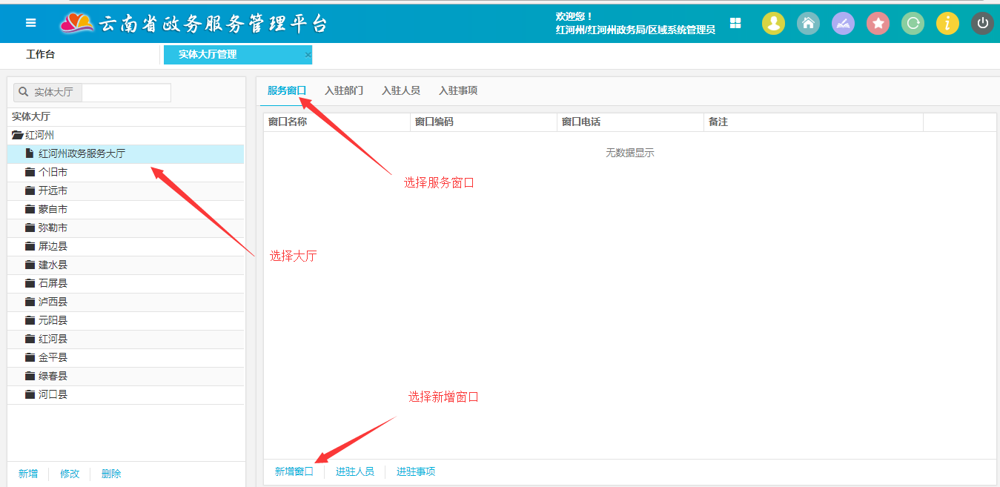 云南省政务服务管理平台
欢迎您！
红河州/红河州政务局/区域系统管理员
工作台
实体大厅管理 ×
实体大厅
实体大厅
红河州
红河州政务服务大厅
个旧市
开远市
蒙自市
弥勒市
屏边县
建水县
石屏县
泸西县
元阳县
红河县
金平县
绿春县
河口县
新增 修改 删除
服务窗口 入驻部门 入驻人员 入驻事项
窗口名称 窗口编码 窗口电话 备注
无数据显示
选择服务窗口
选择大厅
选择新增窗口
新增窗口 进驻人员 进驻事项